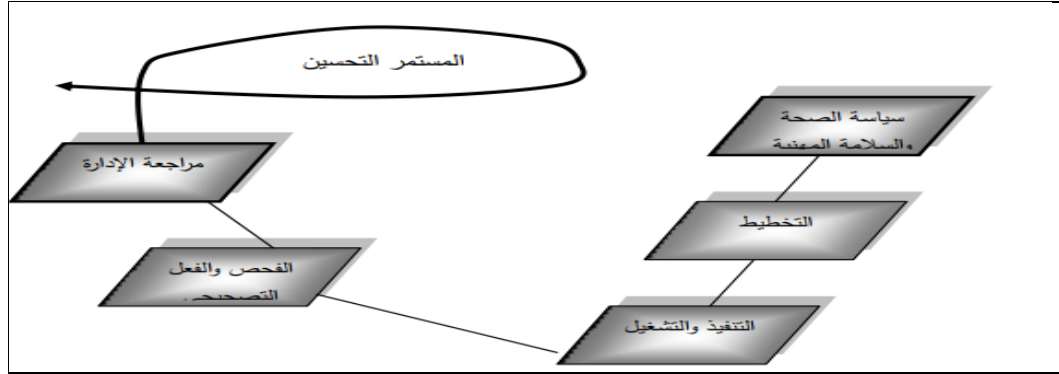 المستمر التحسين
سياسة الصحة
والسلامة المهنية
مراجعة الإدارة
التخطيط
الفحص والفعل
التصحيحي
التنفيذ والتشغيل